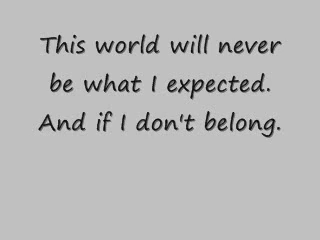 This world will never
be what I expected.
And if I don't belong.